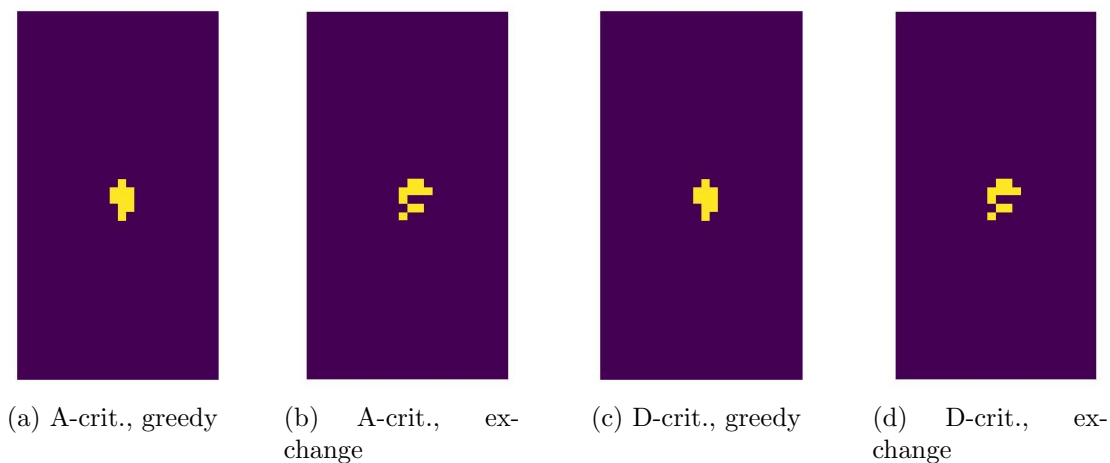 (a) A-crit., greedy
(b) A-crit., ex-
change
(c) D-crit., greedy
(d) D-crit., ex-
change